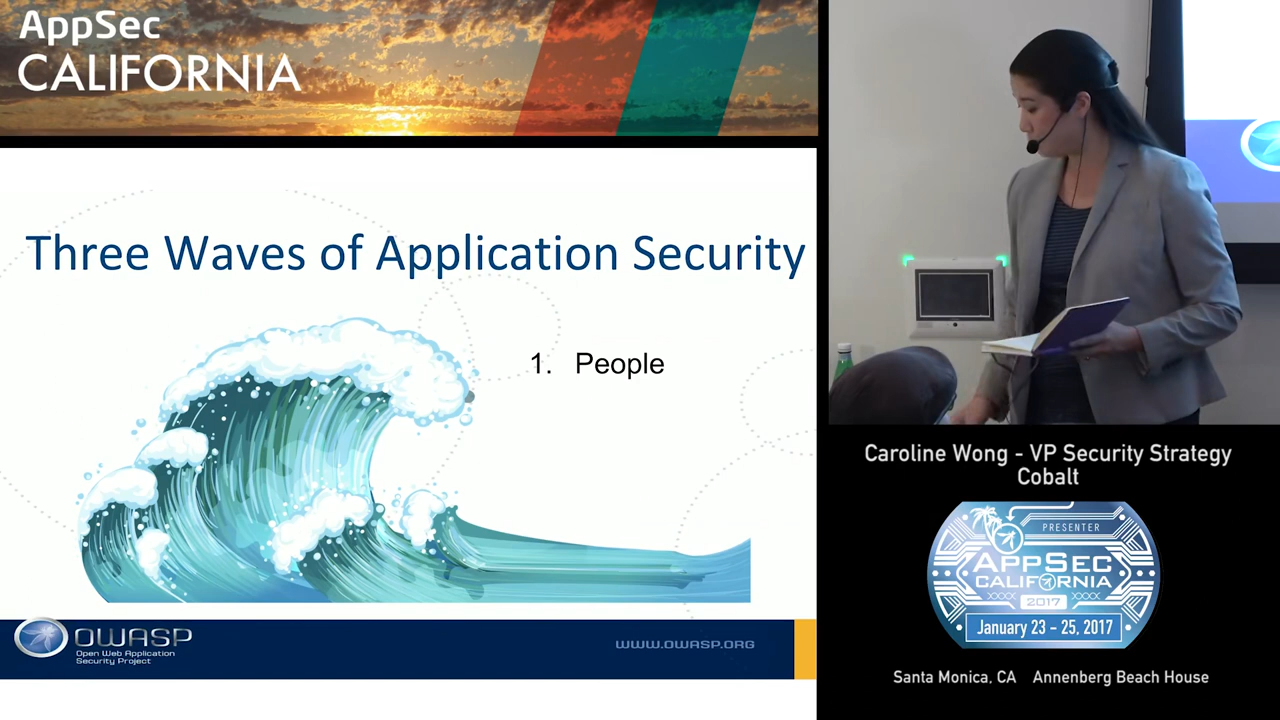 AppSec
CALIFORNIA
Three Waves of Application Security
1. People
OWASP
Open Web Application
Security Project
WWW.OWASP.ORG
Caroline Wong - VP Security Strategy
Cobalt
PRESENTER
APPSEC
CALIFORNIA
2017
January 23 - 25, 2017
Santa Monica, CA Annenberg Beach House